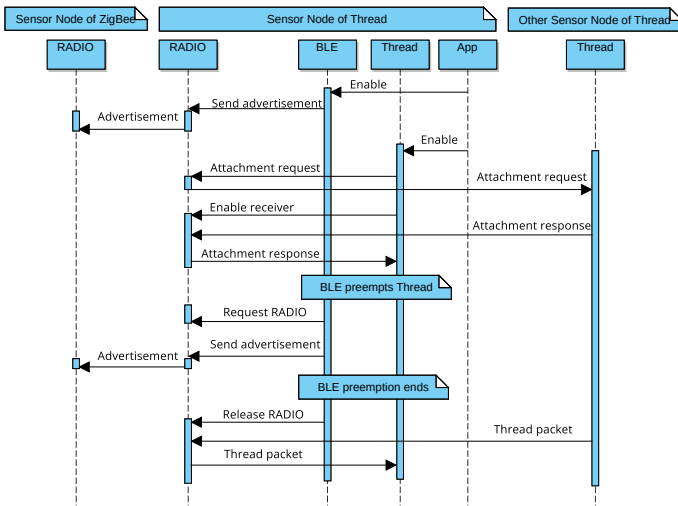 Sensor Node of ZigBee
Sensor Node of Thread
Other Sensor Node of Thread
RADIO
RADIO
BLE
Thread
App
Thread
Enable
Send advertisement
Advertisement
Enable
Attachment request
Attachment request
Enable receiver
Attachment response
Attachment response
BLE preempts Thread
Request RADIO
Send advertisement
Advertisement
BLE preemption ends
Release RADIO
Thread packet
Thread packet